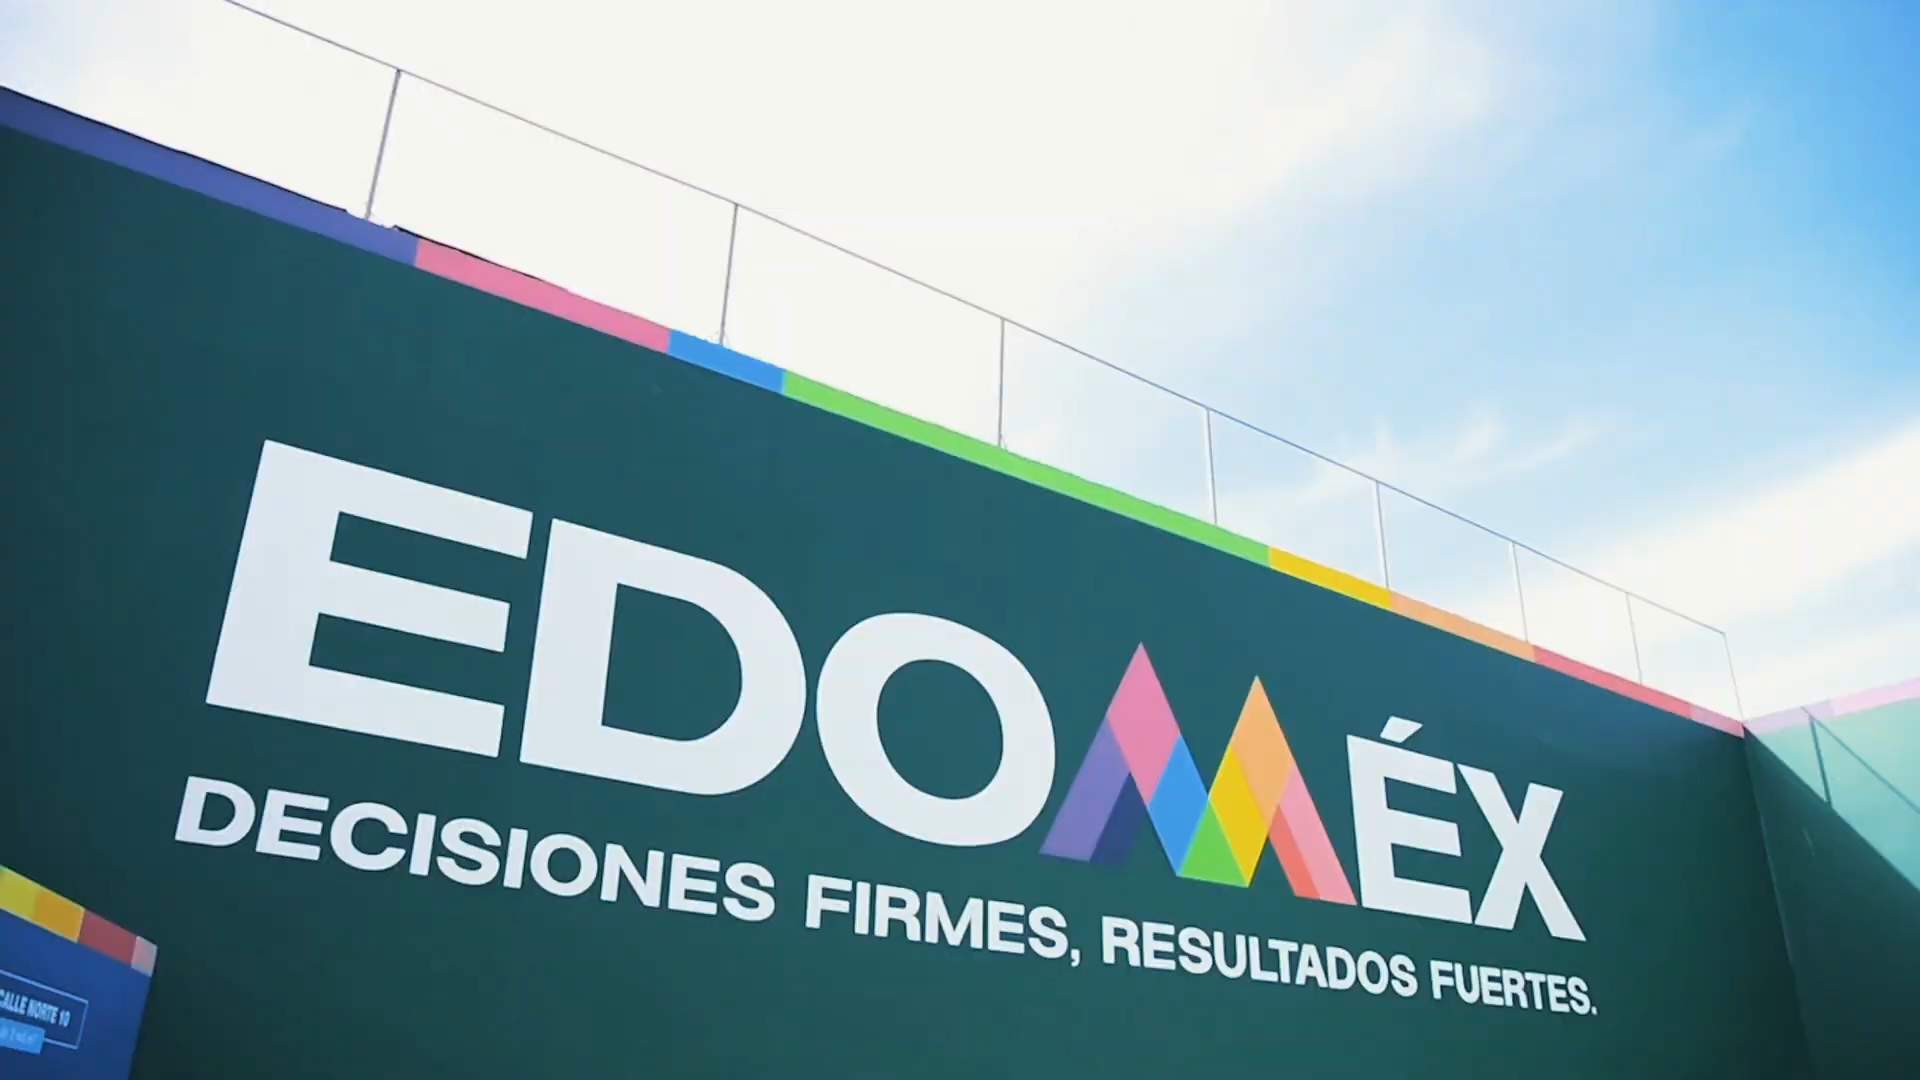 EDOMÉX
DECISIONES FIRMES, RESULTADOS FUERTES.
CALLE NORTE 10